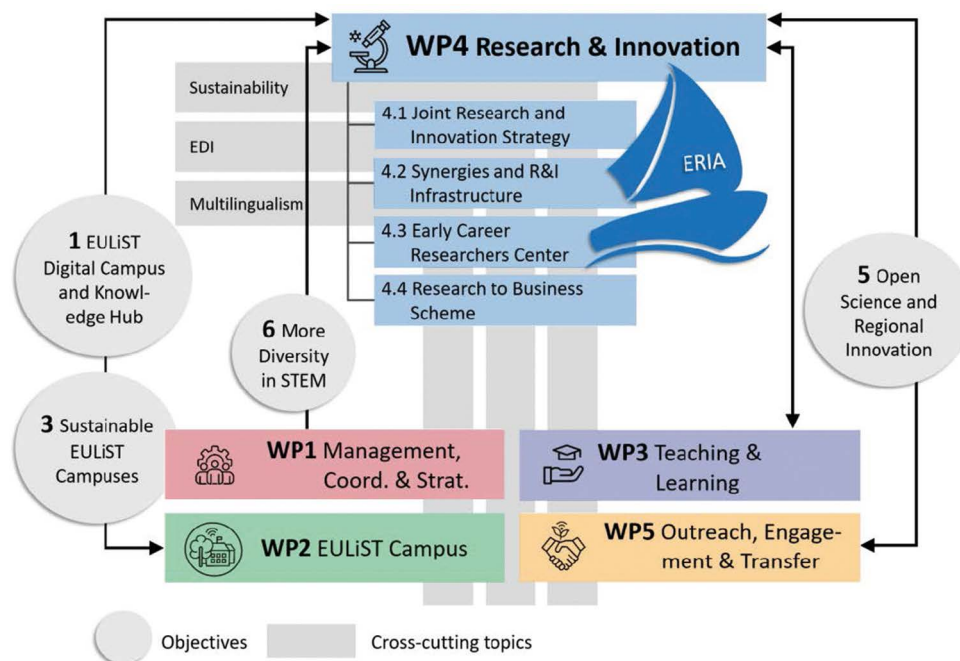 WP4 Research & Innovation
Sustainability
EDI
Multilingualism
4.1 Joint Research and
Innovation Strategy
4.2 Synergies and R&I
Infrastructure
4.3 Early Career
Researchers Center
4.4 Research to Business
Scheme
ERIA
1 EULiST
Digital Campus
and Knowl-
edge Hub
6 More
Diversity
in STEM
5 Open
Science and
Regional
Innovation
3 Sustainable
EULiST
Campuses
WP1 Management,
Coord. & Strat.
WP3 Teaching &
Learning
WP2 EULiST Campus
WP5 Outreach, Engage-
ment & Transfer
Objectives
Cross-cutting topics